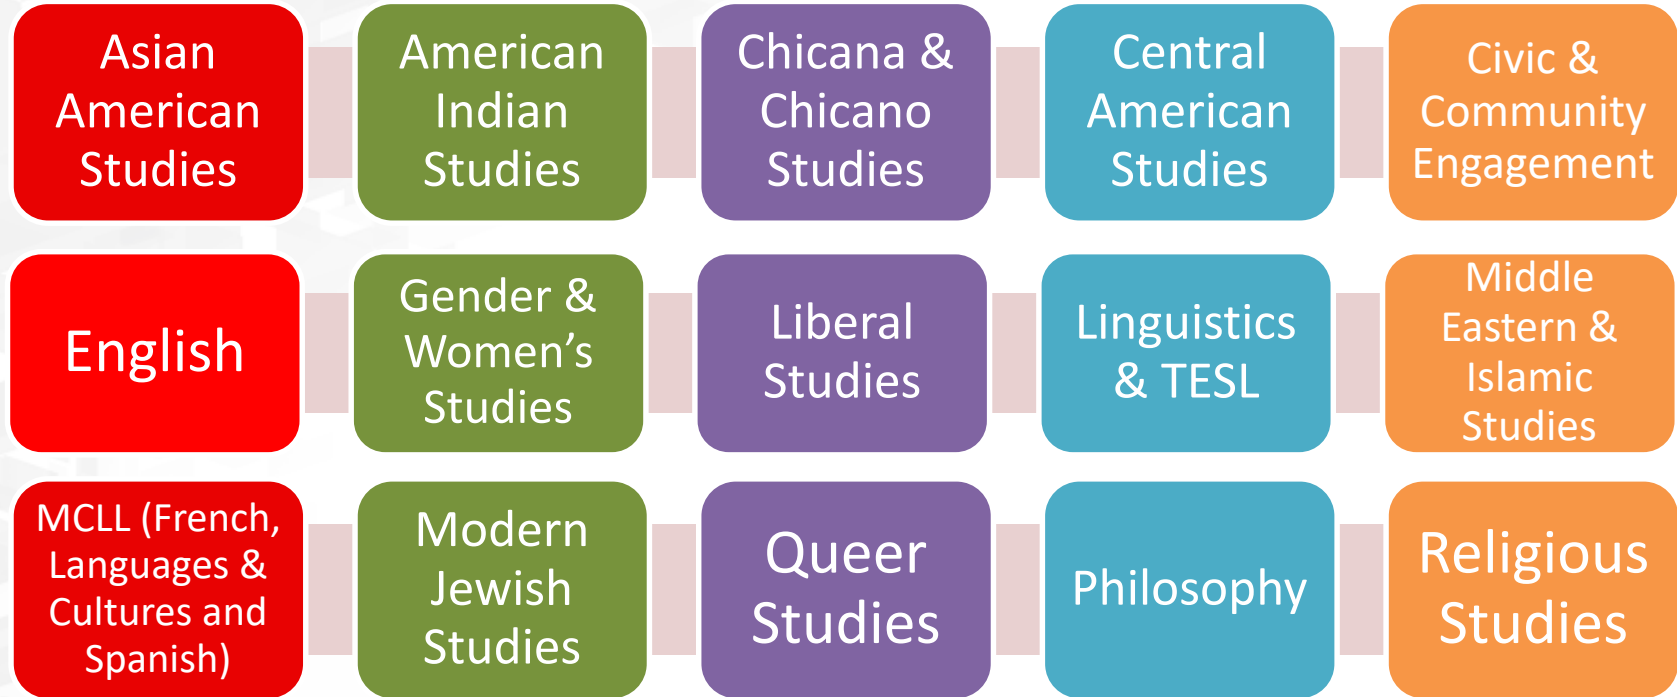 Asian
American
Studies
American
Indian
Studies
Chicana &
Chicano
Studies
Central
American
Studies
Civic &
Community
Engagement
English
Gender &
Women’s
Studies
Liberal
Studies
Linguistics
& TESL
Middle
Eastern &
Islamic
Studies
MCLL (French,
Languages &
Cultures and
Spanish)
Modern
Jewish
Studies
Queer
Studies
Philosophy
Religious
Studies